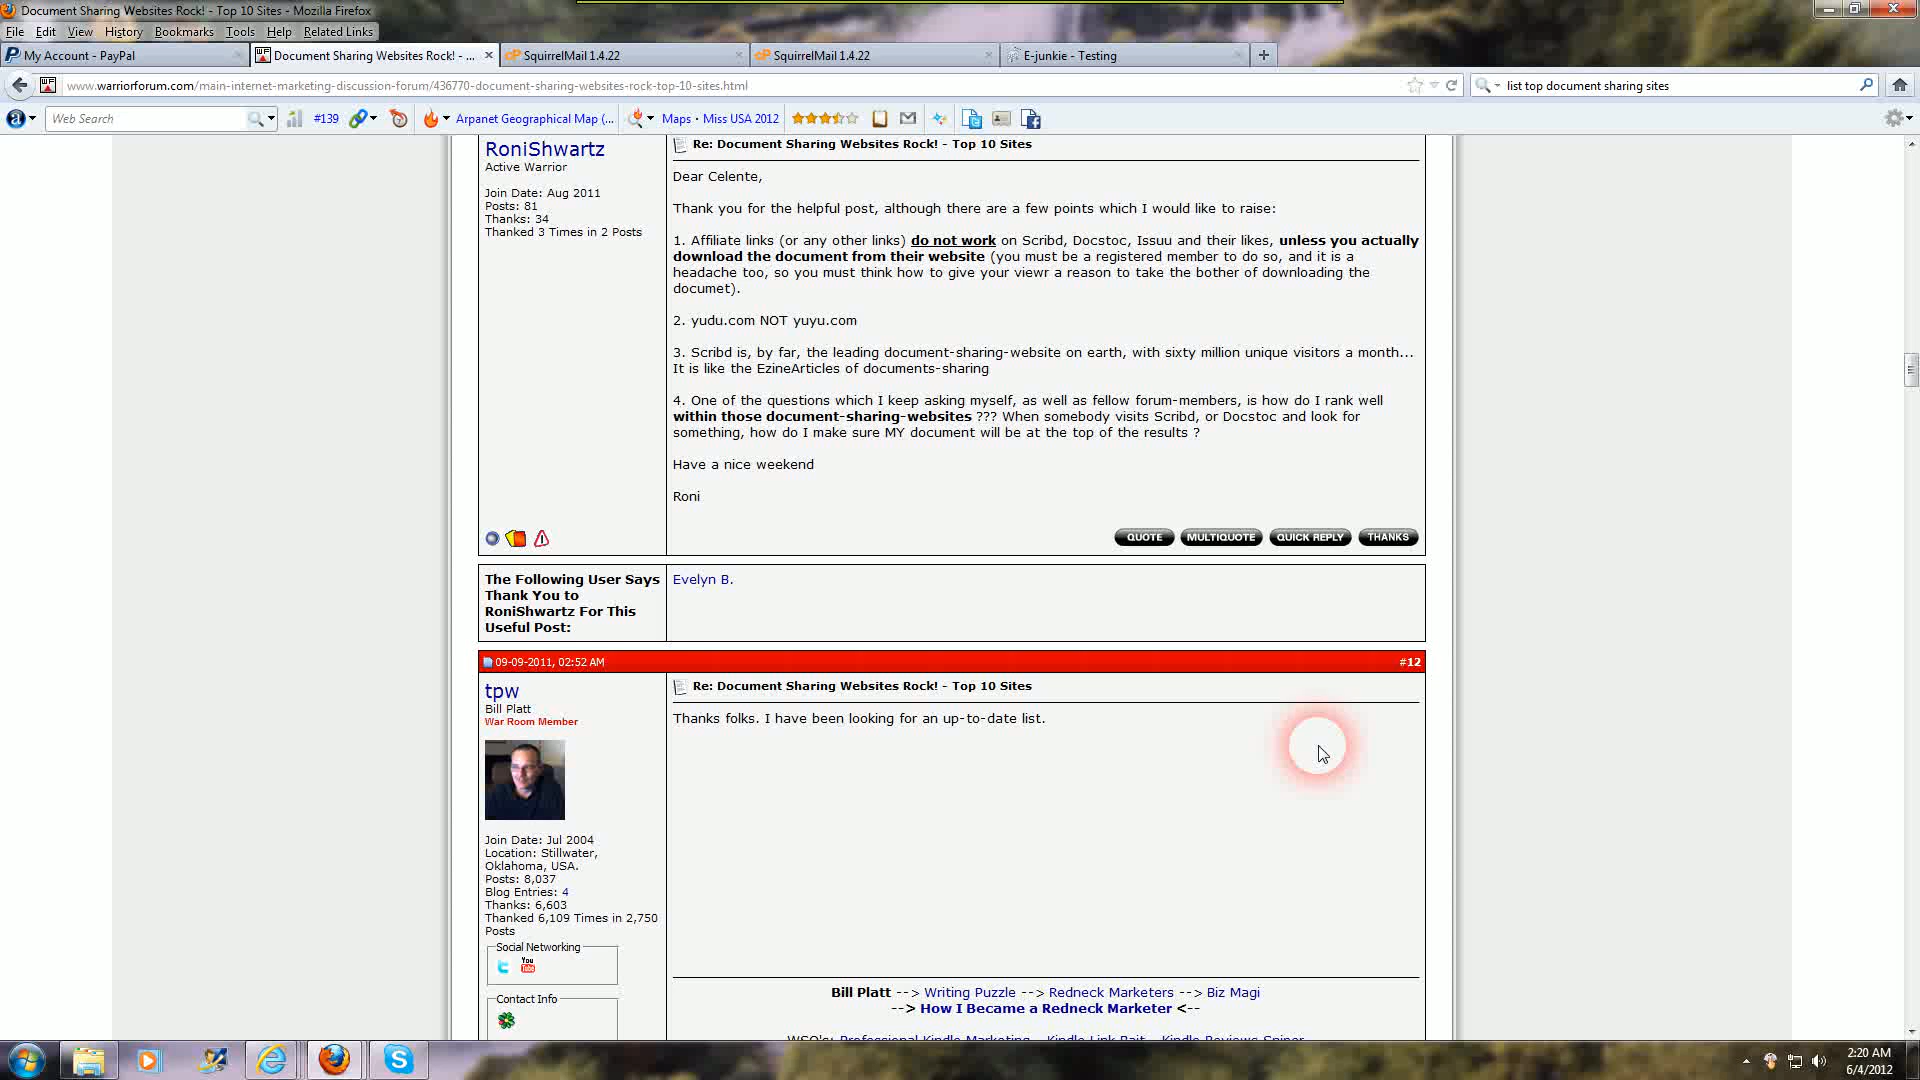 Document Sharing Websites Rock! - Top 10 Sites - Mozilla Firefox
File Edit View History Bookmarks Tools Help Related Links
My Account - PayPal
Document Sharing Websites Rock! - ...
SquirrelMail 1.4.22
SquirrelMail 1.4.22
E-junkie - Testing
www.warriorforum.com/main-internet-marketing-discussion-forum/436770-document-sharing-websites-rock-top-10-sites.html
list top document sharing sites
Web Search
#139
Arpanet Geographical Map (...
Maps · Miss USA 2012
RoniShwartz
Active Warrior
Join Date: Aug 2011
Posts: 81
Thanks: 34
Thanked 3 Times in 2 Posts
Re: Document Sharing Websites Rock! - Top 10 Sites
Dear Celente,
Thank you for the helpful post, although there are a few points which I would like to raise:
1. Affiliate links (or any other links) do not work on Scribd, Docstoc, Issuu and their likes, unless you actually
download the document from their website (you must be a registered member to do so, and it is a
headache too, so you must think how to give your viewr a reason to take the bother of downloading the
documet).
2. yudu.com NOT yuyu.com
3. Scribd is, by far, the leading document-sharing-website on earth, with sixty million unique visitors a month...
It is like the EzineArticles of documents-sharing
4. One of the questions which I keep asking myself, as well as fellow forum-members, is how do I rank well
within those document-sharing-websites ??? When somebody visits Scribd, or Docstoc and look for
something, how do I make sure MY document will be at the top of the results ?
Have a nice weekend
Roni
QUOTE MULTIQUOTE QUICK REPLY THANKS
The Following User Says
Thank You to
RoniShwartz For This
Useful Post:
Evelyn B.
09-09-2011, 02:52 AM
#12
tpw
Bill Platt
War Room Member
Join Date: Jul 2004
Location: Stillwater,
Oklahoma, USA.
Posts: 8,037
Blog Entries: 4
Thanks: 6,603
Thanked 6,109 Times in 2,750
Posts
Social Networking
You
Tube
Contact Info
Re: Document Sharing Websites Rock! - Top 10 Sites
Thanks folks. I have been looking for an up-to-date list.
Bill Platt --> Writing Puzzle --> Redneck Marketers --> Biz Magi
--> How I Became a Redneck Marketer <--
WSO's: Professional Kindle Marketing - Kindle Link Bait - Kindle Reviews Sniper
2:20 AM
6/4/2012